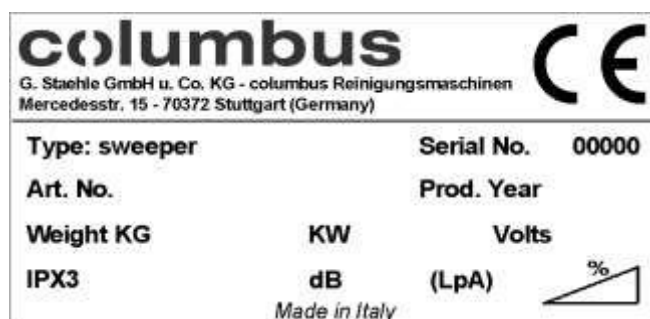 columbus CE
G. Staehle GmbH u. Co. KG - columbus Reinigungsmaschinen
Mercedesstr. 15 - 70372 Stuttgart (Germany)
Type: sweeper Serial No. 00000
Art. No. Prod. Year
Weight KG KW Volts
IPX3 dB (LpA) %
Made in Italy